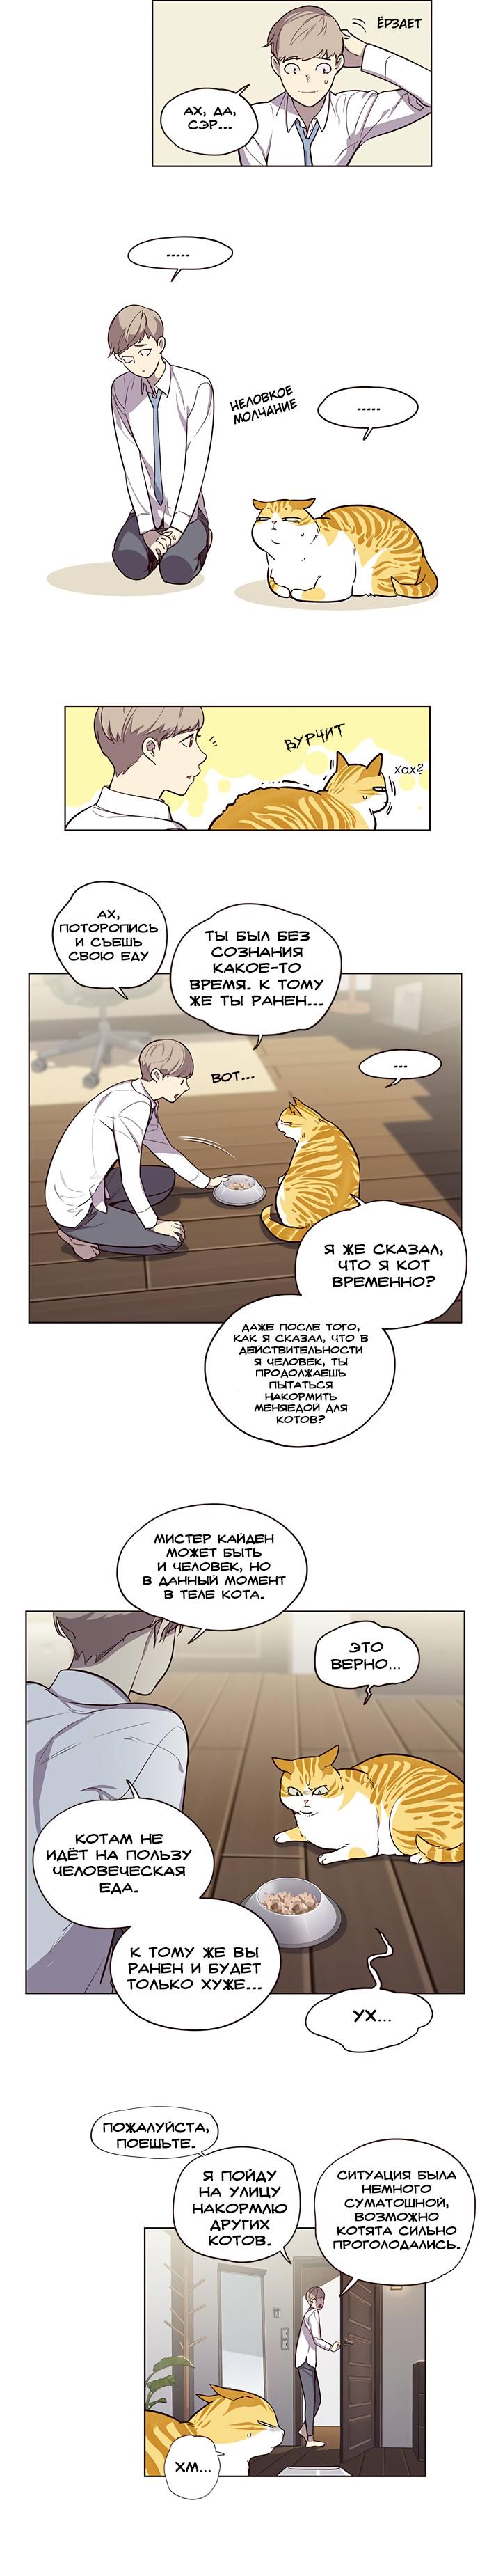 ЁРЗАЕТ
АХ, ДА,
СЭР...
.....
НЕЛОВКОЕ
МОЛЧАНИЕ
.....
ВУРЧИТ
ХАХ?
АХ,
ПОТОРОПИСЬ
И СЪЕШЬ
СВОЮ ЕДУ
ТЫ БЫЛ БЕЗ
СОЗНАНИЯ
КАКОЕ-ТО
ВРЕМЯ. К ТОМУ
ЖЕ ТЫ РАНЕН...
ВОТ...
...
Я ЖЕ СКАЗАЛ,
ЧТО Я КОТ
ВРЕМЕННО?
ДАЖЕ ПОСЛЕ ТОГО,
КАК Я СКАЗАЛ, ЧТО В
ДЕЙСТВИТЕЛЬНОСТИ
Я ЧЕЛОВЕК, ТЫ
ПРОДОЛЖАЕШЬ
ПЫТАТЬСЯ
НАКОРМИТЬ
МЕНЯЕДОЙ ДЛЯ
КОТОВ?
МИСТЕР КАЙДЕН
МОЖЕТ БЫТЬ
И ЧЕЛОВЕК, НО
В ДАННЫЙ МОМЕНТ
В ТЕЛЕ КОТА.
ЭТО
ВЕРНО...
КОТАМ НЕ
ИДЁТ НА ПОЛЬЗУ
ЧЕЛОВЕЧЕСКАЯ
ЕДА.
К ТОМУ ЖЕ ВЫ
РАНЕН И БУДЕТ
ТОЛЬКО ХУЖЕ...
УХ...
ПОЖАЛУЙСТА,
ПОЕШЬТЕ.
Я ПОЙДУ
НА УЛИЦУ
НАКОРМЛЮ
ДРУГИХ
КОТОВ.
СИТУАЦИЯ БЫЛА
НЕМНОГО
СУМАТОШНОЙ,
ВОЗМОЖНО
КОТЯТА СИЛЬНО
ПРОГОЛОДАЛИСЬ.
ХМ...